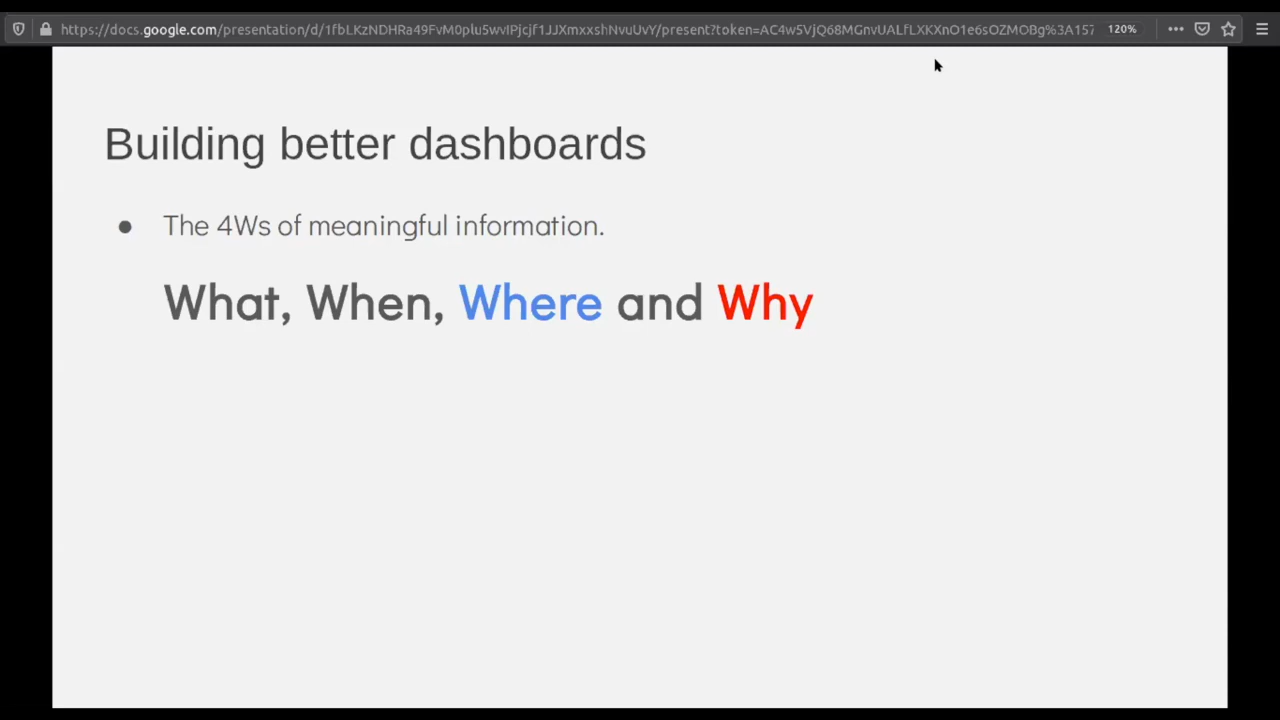 https://docs.google.com/presentation/d/1fbLKzNDHRa49FvM0plu5wvIPjcjf1JJXmxxshNvuUvY/present?token=AC4w5VjQ68MGnvUALfLXKXnO1e6sOZMOBg%3A157 120%
Building better dashboards
● The 4Ws of meaningful information.
What, When, Where and Why